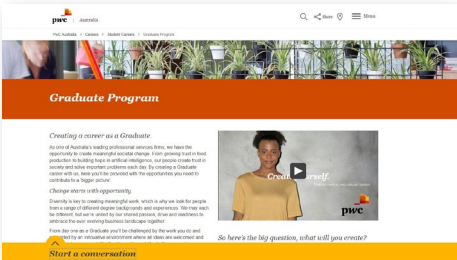 pwc | Australia
Share
Menu
PwC Australia > Careers > Student Careers > Graduate Program
Graduate Program
Creating a career as a Graduate
As one of Australia's leading professional services firms, we have the
opportunity to create meaningful societal change. From growing trust in food
production to building hope in artificial intelligence, our people create trust in
society and solve important problems each day. By creating a Graduate
career with us, here you'll be provided with the opportunities you need to
contribute to a 'bigger picture'.
Change starts with opportunity
Diversity is key to creating meaningful work, which is why we look for people
from a range of different degree backgrounds and experiences. We may each
be different, but we're united by our shared passion, drive and readiness to
embrace the ever evolving business landscape together.
From day one as a Graduate you'll be challenged by the work you do and
by an innovative environment where all ideas are welcomed and
Start a conversation
Creat yourself.
pwc
So here's the big question, what will you create?